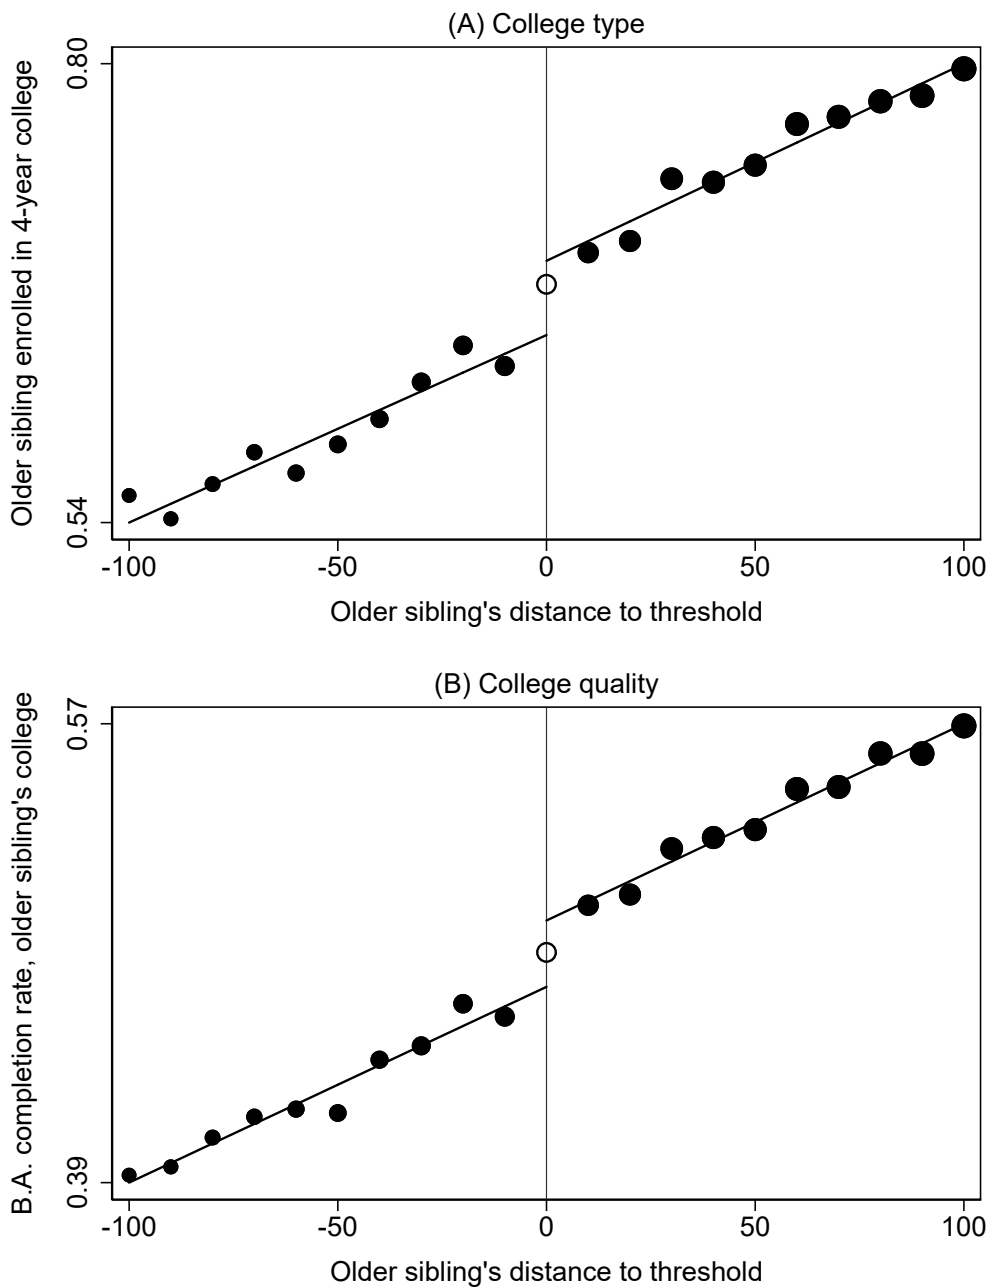 (A) College type
Older sibling enrolled in 4-year college
0.80
0.54
-100
-50
0
50
100
Older sibling's distance to threshold
(B) College quality
B.A. completion rate, older sibling's college
0.57
0.39
-100
-50
0
50
100
Older sibling's distance to threshold